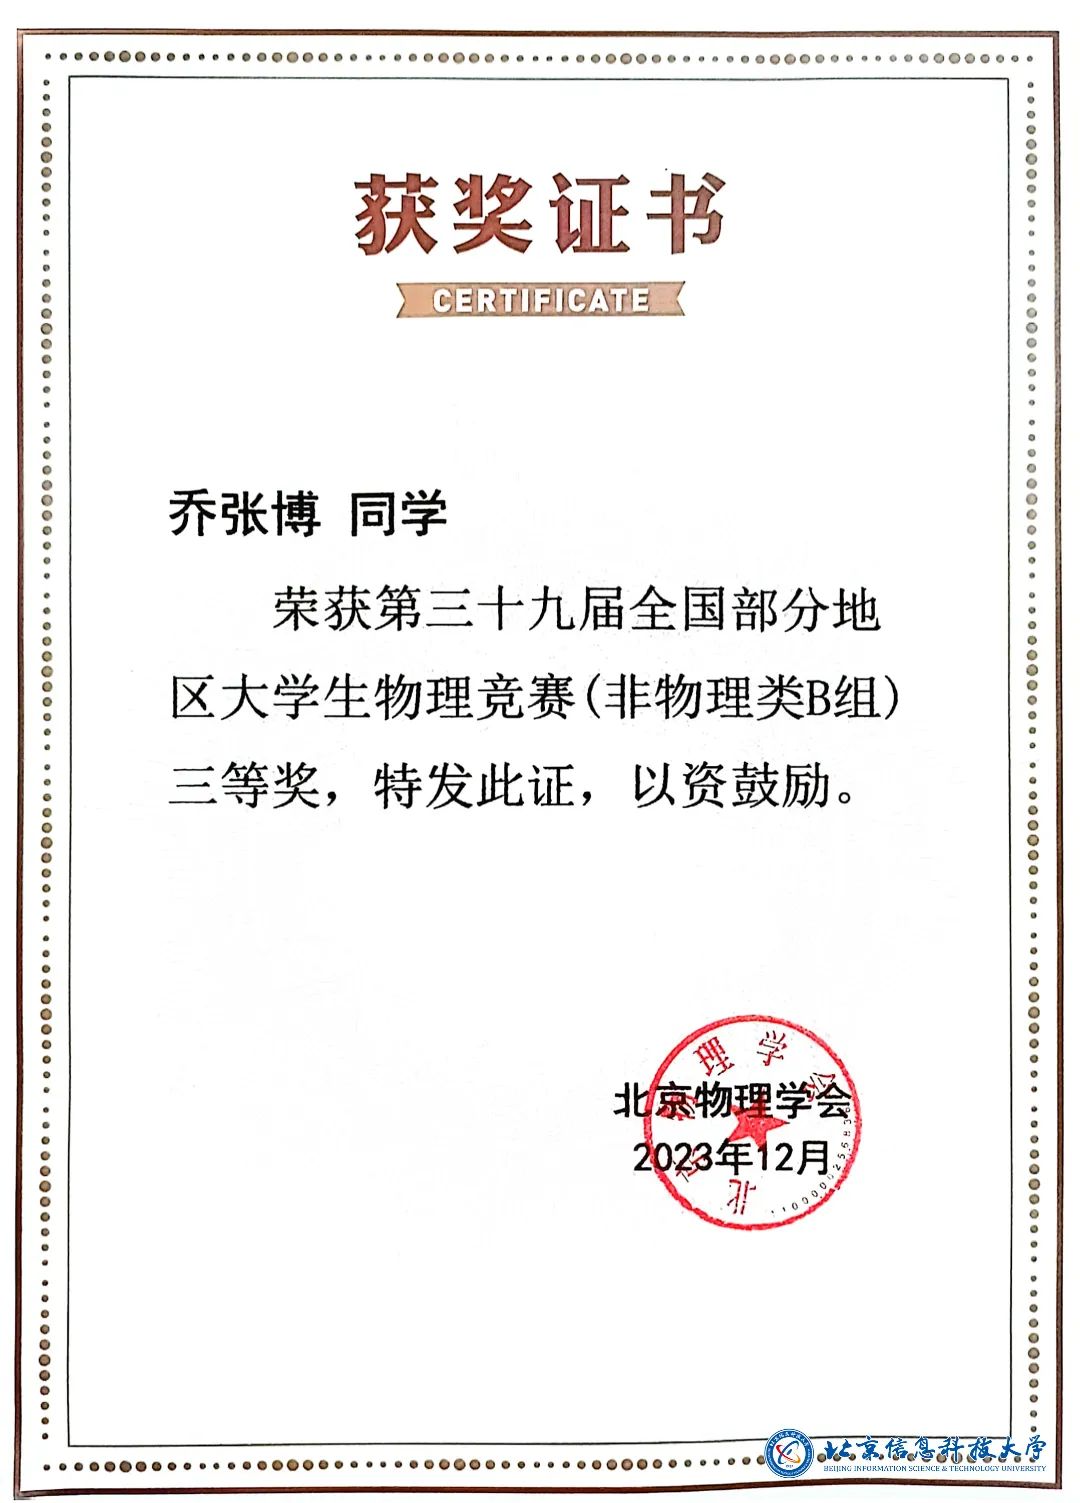 获奖证书
CERTIFICATE
乔张博 同学
荣获第三十九届全国部分地
区大学生物理竞赛(非物理类B组)
三等奖，特发此证，以资鼓励。
北京物理学会
2023年12月
北京物理学会
北京信息科技大学
BEIJING INFORMATION SCIENCE & TECHNOLOGY UNIVERSITY